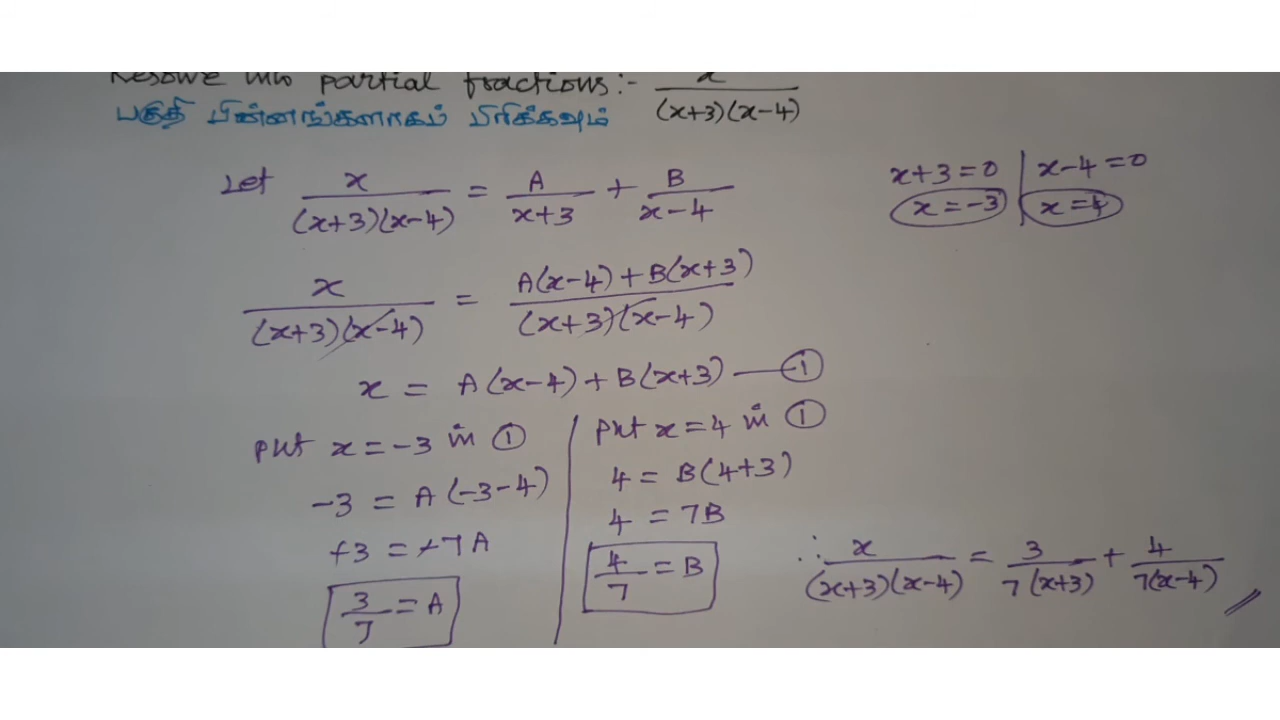 Resolve into partial fractions:- x/((x+3)(x-4))
பகுதி பின்னங்களாகப் பிரிக்கவும்
Let x/((x+3)(x-4)) = A/(x+3) + B/(x-4)
x+3=0 | x-4=0
x=-3 | x=4
x/((x+3)(x-4)) = (A(x-4)+B(x+3))/((x+3)(x-4))
x = A(x-4)+B(x+3) — ①
put x=-3 in ①
-3 = A(-3-4)
+3 = +7A
3/7 = A
put x=4 in ①
4 = B(4+3)
4 = 7B
4/7 = B
∴ x/((x+3)(x-4)) = 3/(7(x+3)) + 4/(7(x-4)) //